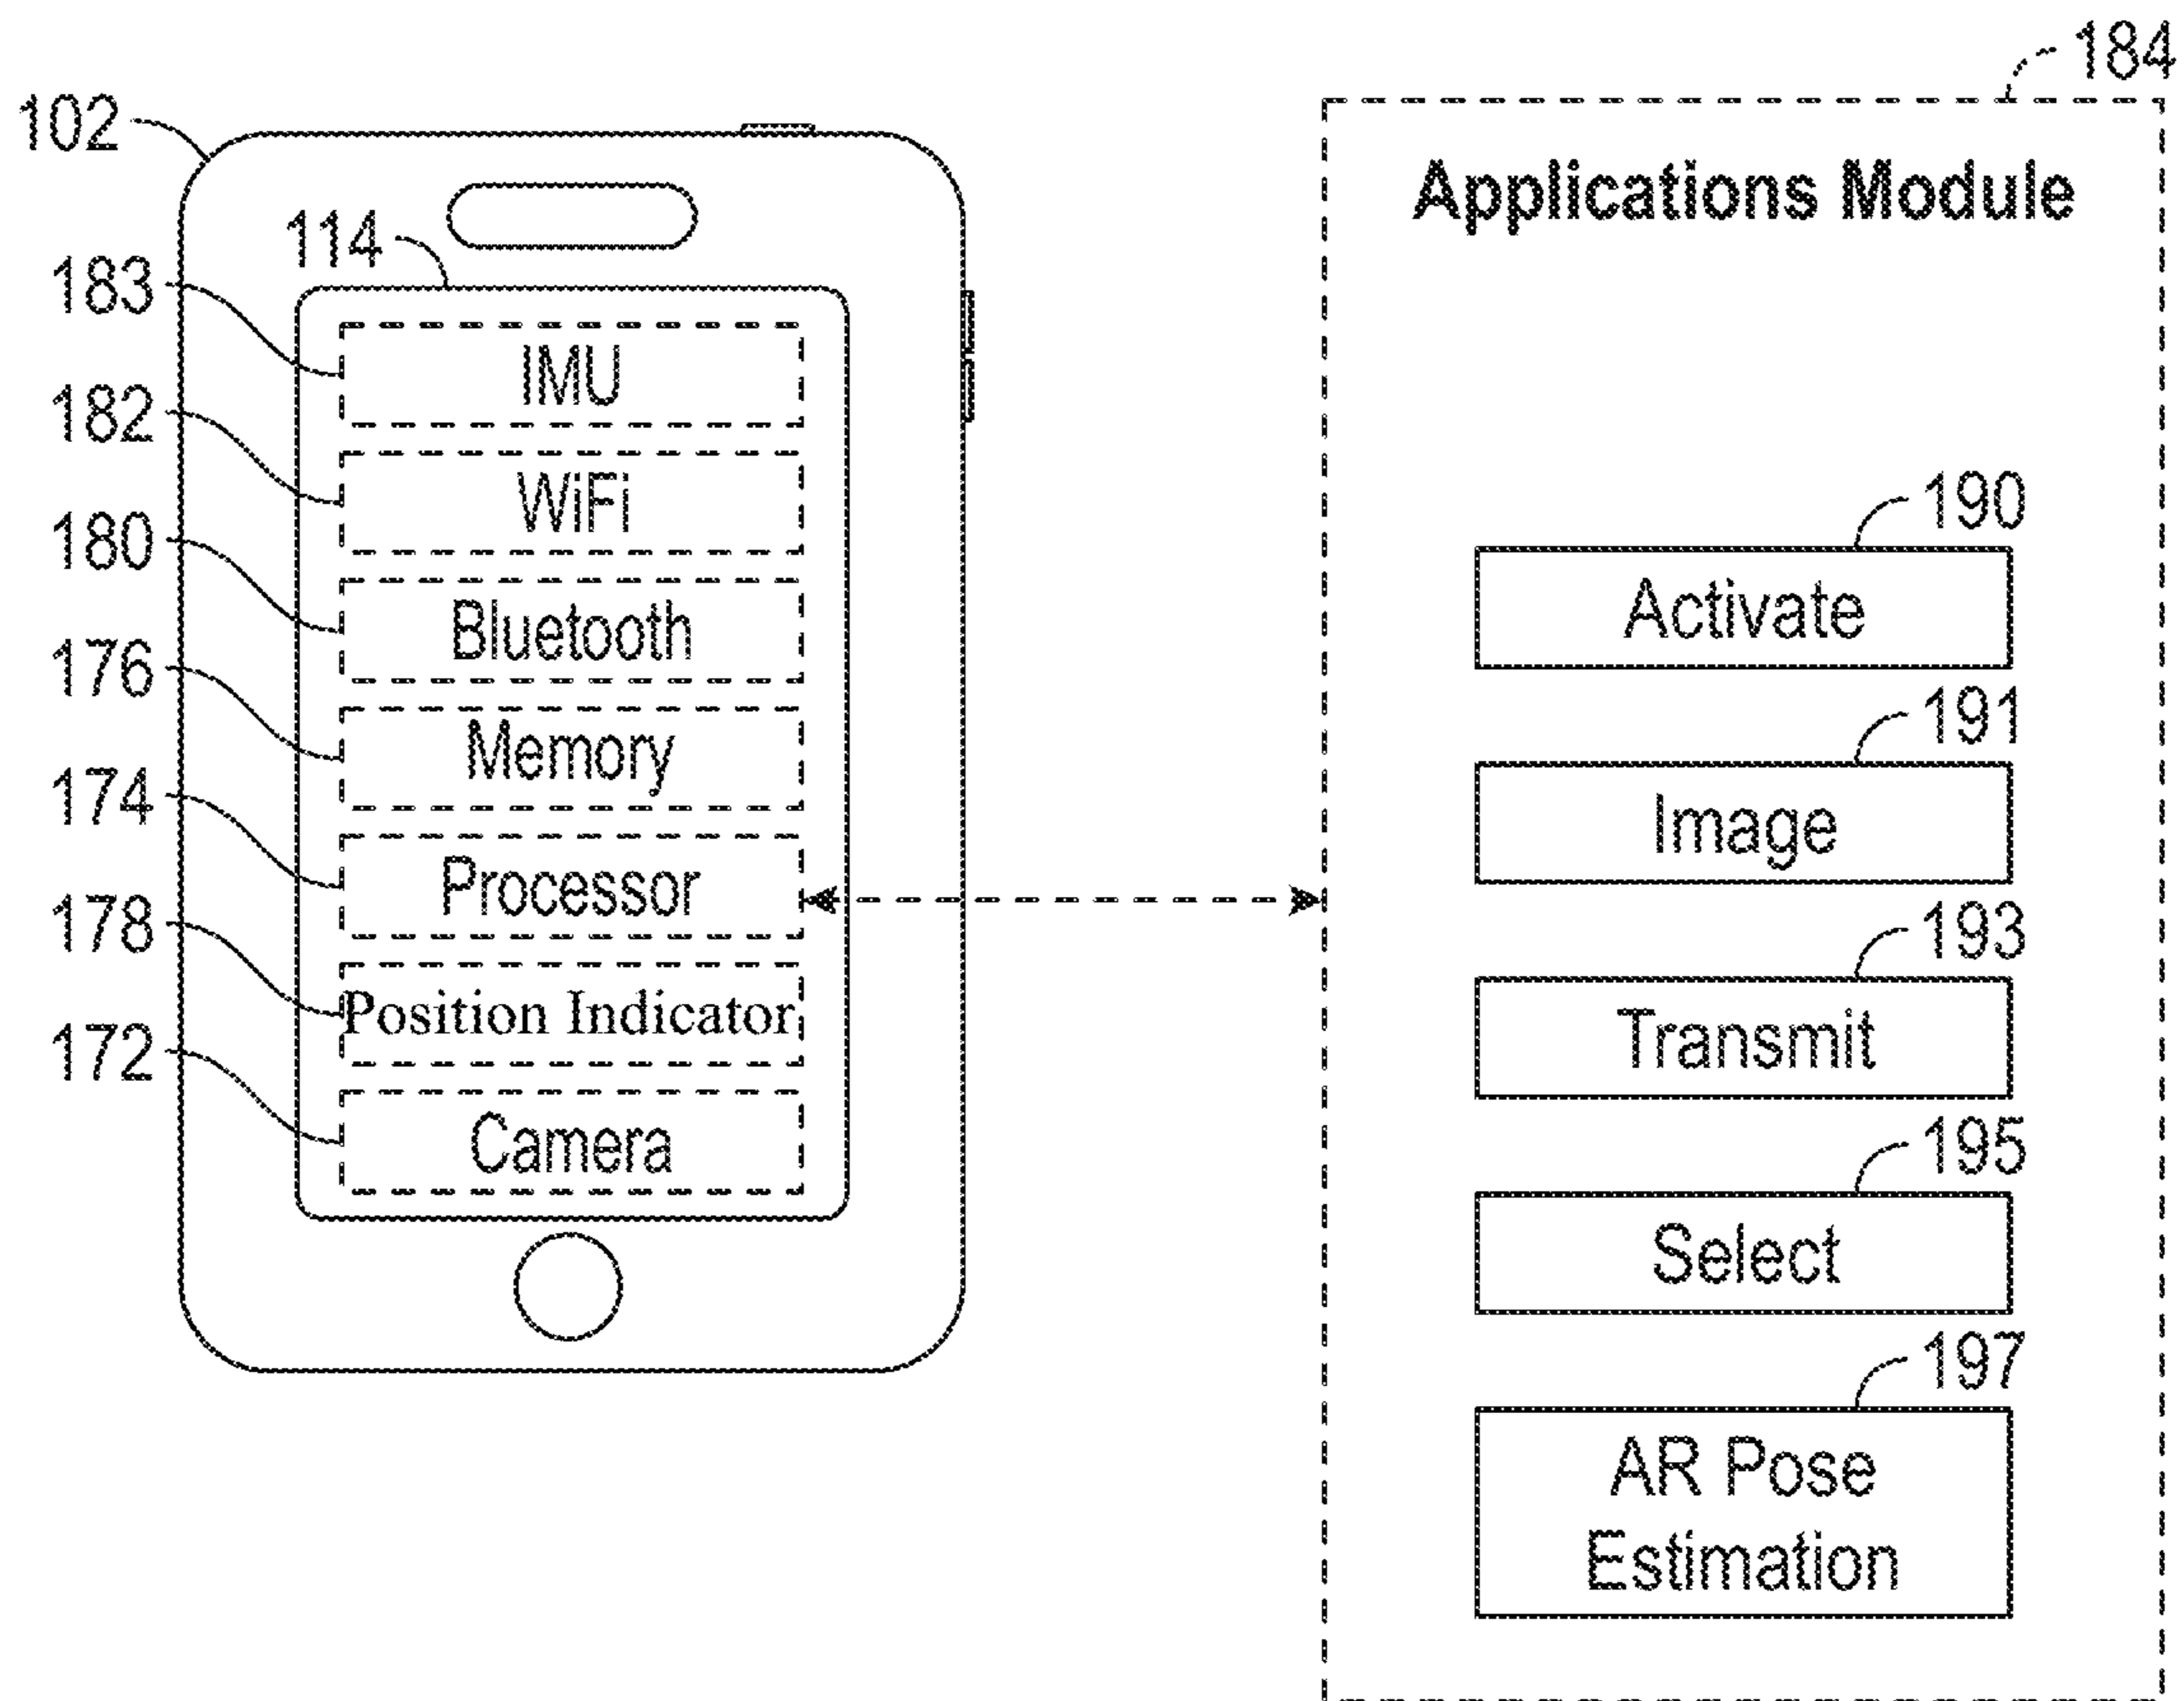 184
102
Applications Module
114
183
IMU
182
WiFi
190
180
Activate
Bluetooth
176
191
Memory
Image
174
Processor
193
178
Position Indicator
Transmit
172
195
Camera
Select
197
AR Pose
Estimation